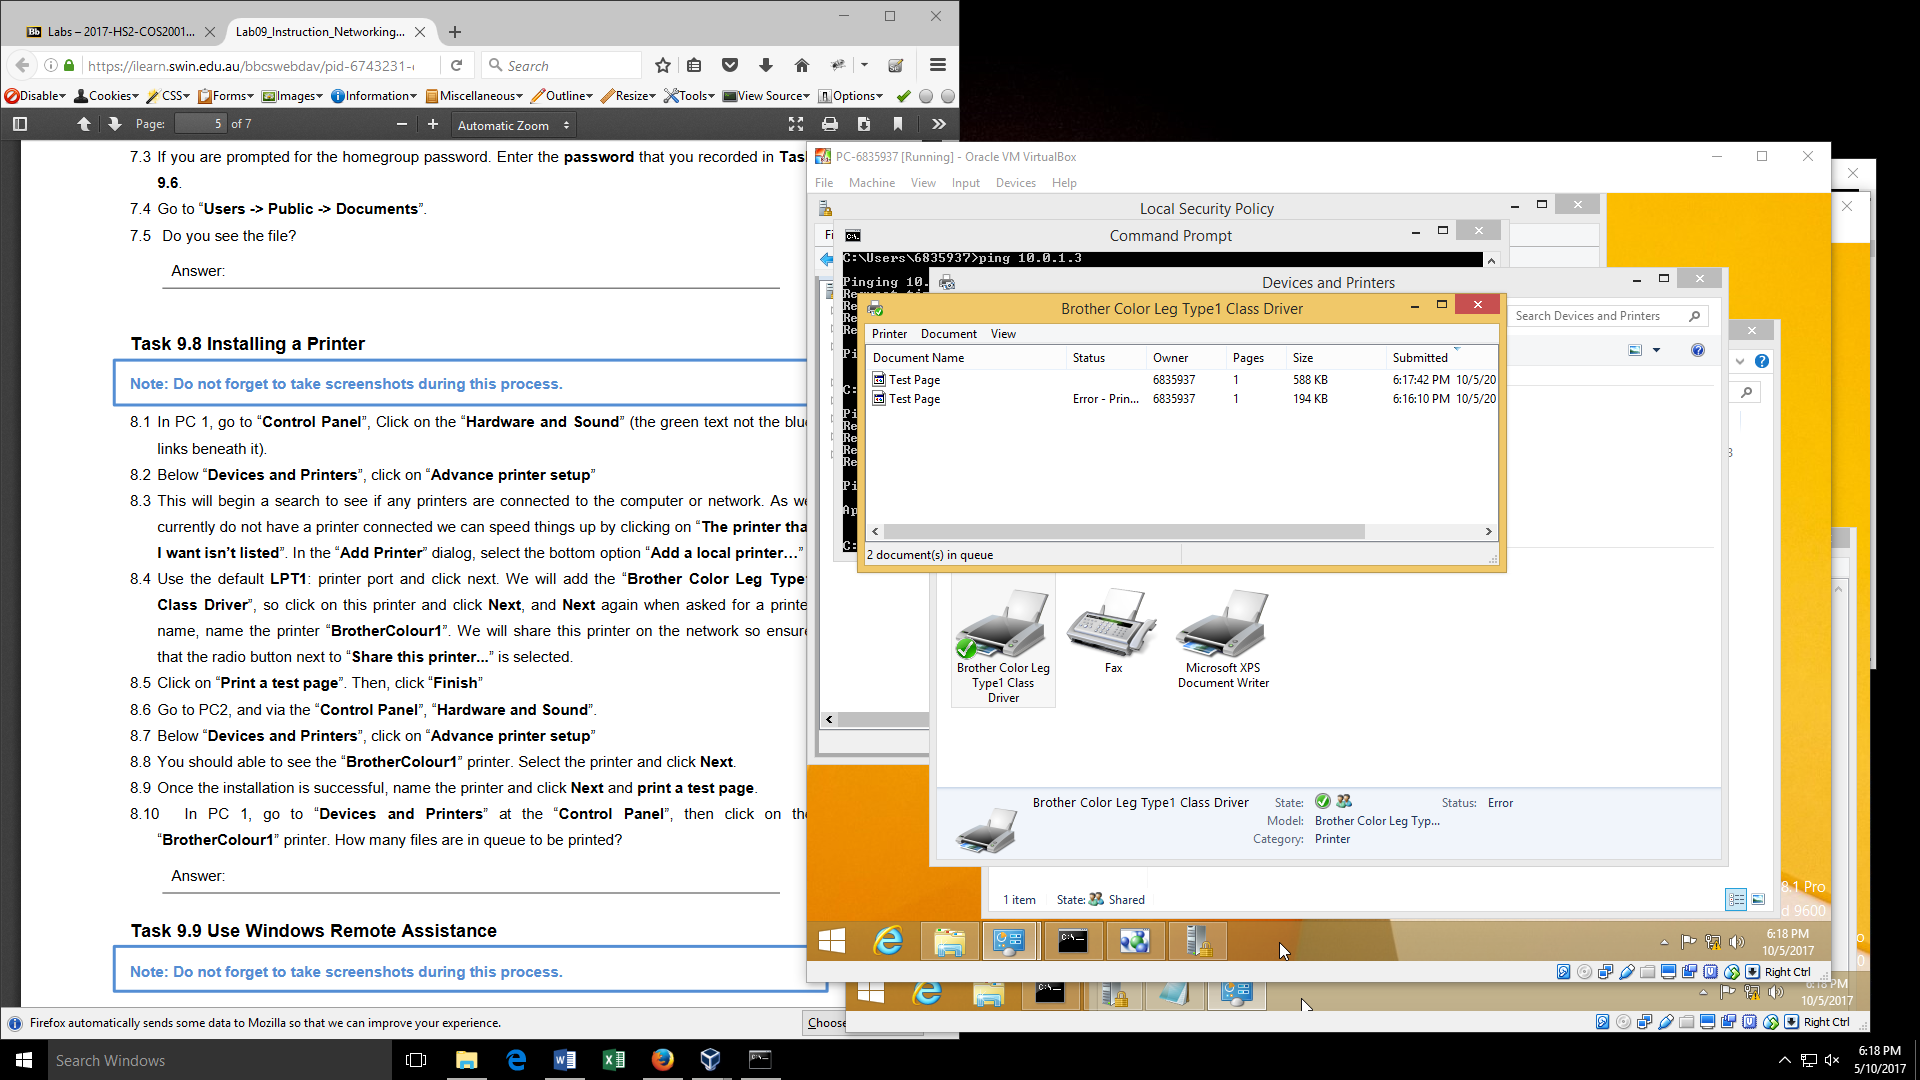 Labs – 2017-HS2-COS2001...
Lab09_Instruction_Networking...
https://ilearn.swin.edu.au/bbcswebdav/pid-6743231-
Search
Disable Cookies CSS Forms Images Information Miscellaneous Outline Resize Tools View Source Options
Page: 5 of 7
Automatic Zoom
7.3 If you are prompted for the homegroup password. Enter the password that you recorded in Tas
9.6.
7.4 Go to “Users -> Public -> Documents”.
7.5 Do you see the file?
Answer:
Task 9.8 Installing a Printer
Note: Do not forget to take screenshots during this process.
8.1 In PC 1, go to “Control Panel”, Click on the “Hardware and Sound” (the green text not the blue
links beneath it).
8.2 Below “Devices and Printers”, click on “Advance printer setup”
8.3 This will begin a search to see if any printers are connected to the computer or network. As we
currently do not have a printer connected we can speed things up by clicking on “The printer tha
I want isn’t listed”. In the “Add Printer” dialog, select the bottom option “Add a local printer…”
8.4 Use the default LPT1: printer port and click next. We will add the “Brother Color Leg Type
Class Driver”, so click on this printer and click Next, and Next again when asked for a printe
name, name the printer “BrotherColour1”. We will share this printer on the network so ensure
that the radio button next to “Share this printer...” is selected.
8.5 Click on “Print a test page”. Then, click “Finish”
8.6 Go to PC2, and via the “Control Panel”, “Hardware and Sound”.
8.7 Below “Devices and Printers”, click on “Advance printer setup”
8.8 You should able to see the “BrotherColour1” printer. Select the printer and click Next.
8.9 Once the installation is successful, name the printer and click Next and print a test page.
8.10 In PC 1, go to “Devices and Printers” at the “Control Panel”, then click on the
“BrotherColour1” printer. How many files are in queue to be printed?
Answer:
Task 9.9 Use Windows Remote Assistance
Note: Do not forget to take screenshots during this process.
Firefox automatically sends some data to Mozilla so that we can improve your experience.
Choose
PC-6835937 [Running] - Oracle VM VirtualBox
File Machine View Input Devices Help
Local Security Policy
Fi
Command Prompt
C:\Users\6835937>ping 10.0.1.3
Pinging 10.
Devices and Printers
Search Devices and Printers
Brother Color Leg Type1 Class Driver
Printer Document View
Document Name Status Owner Pages Size Submitted
Test Page 6835937 1 588 KB 6:17:42 PM 10/5/20
Test Page Error - Prin... 6835937 1 194 KB 6:16:10 PM 10/5/20
2 document(s) in queue
Brother Color Leg
Type1 Class
Driver
Fax
Microsoft XPS
Document Writer
Brother Color Leg Type1 Class Driver
State:
Status: Error
Model: Brother Color Leg Typ...
Category: Printer
1 item State: Shared
8.1 Pro
d 9600
6:18 PM
10/5/2017
Right Ctrl
6:18 PM
10/5/2017
Right Ctrl
Search Windows
6:18 PM
5/10/2017